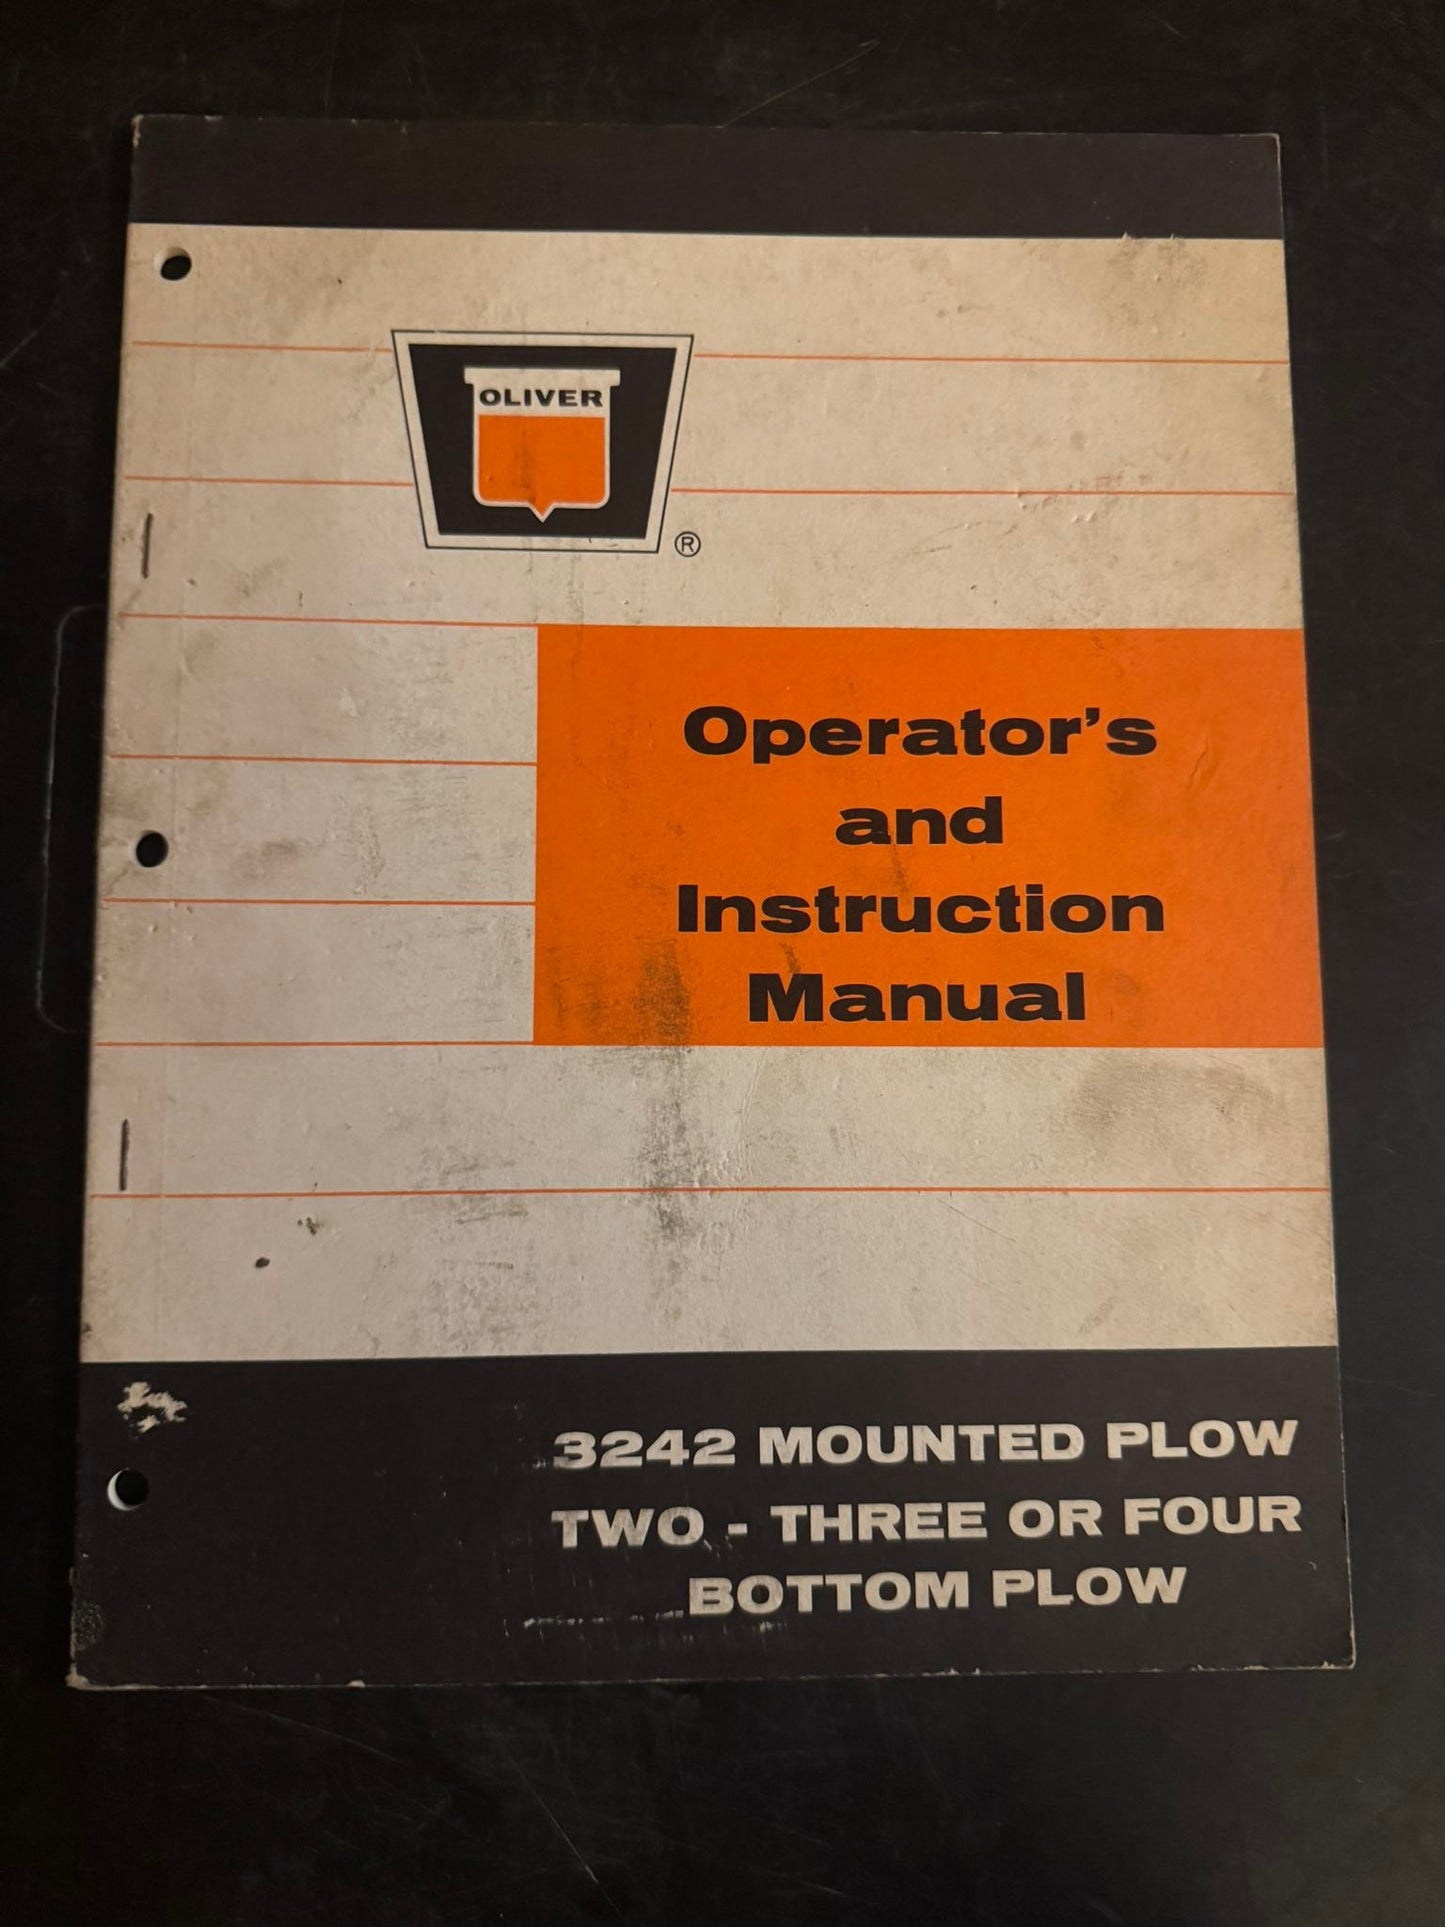 OLIVER
®
Operator's
and
Instruction
Manual
3242 MOUNTED PLOW
TWO - THREE OR FOUR
BOTTOM PLOW